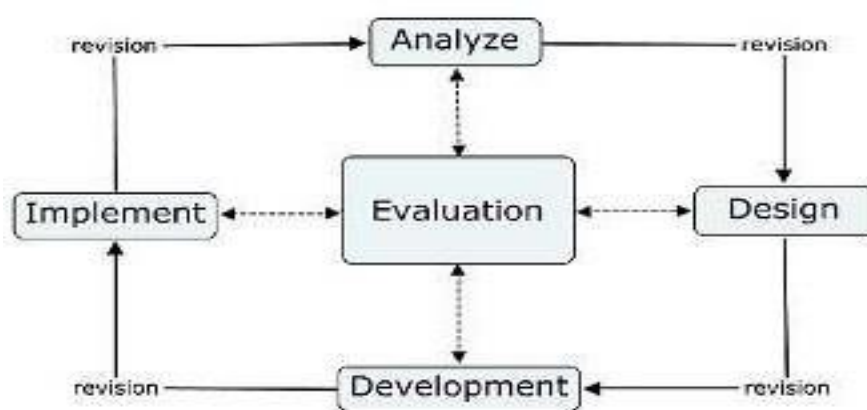 revision
Analyze
revision
Implement
Evaluation
Design
revision
Development
revision